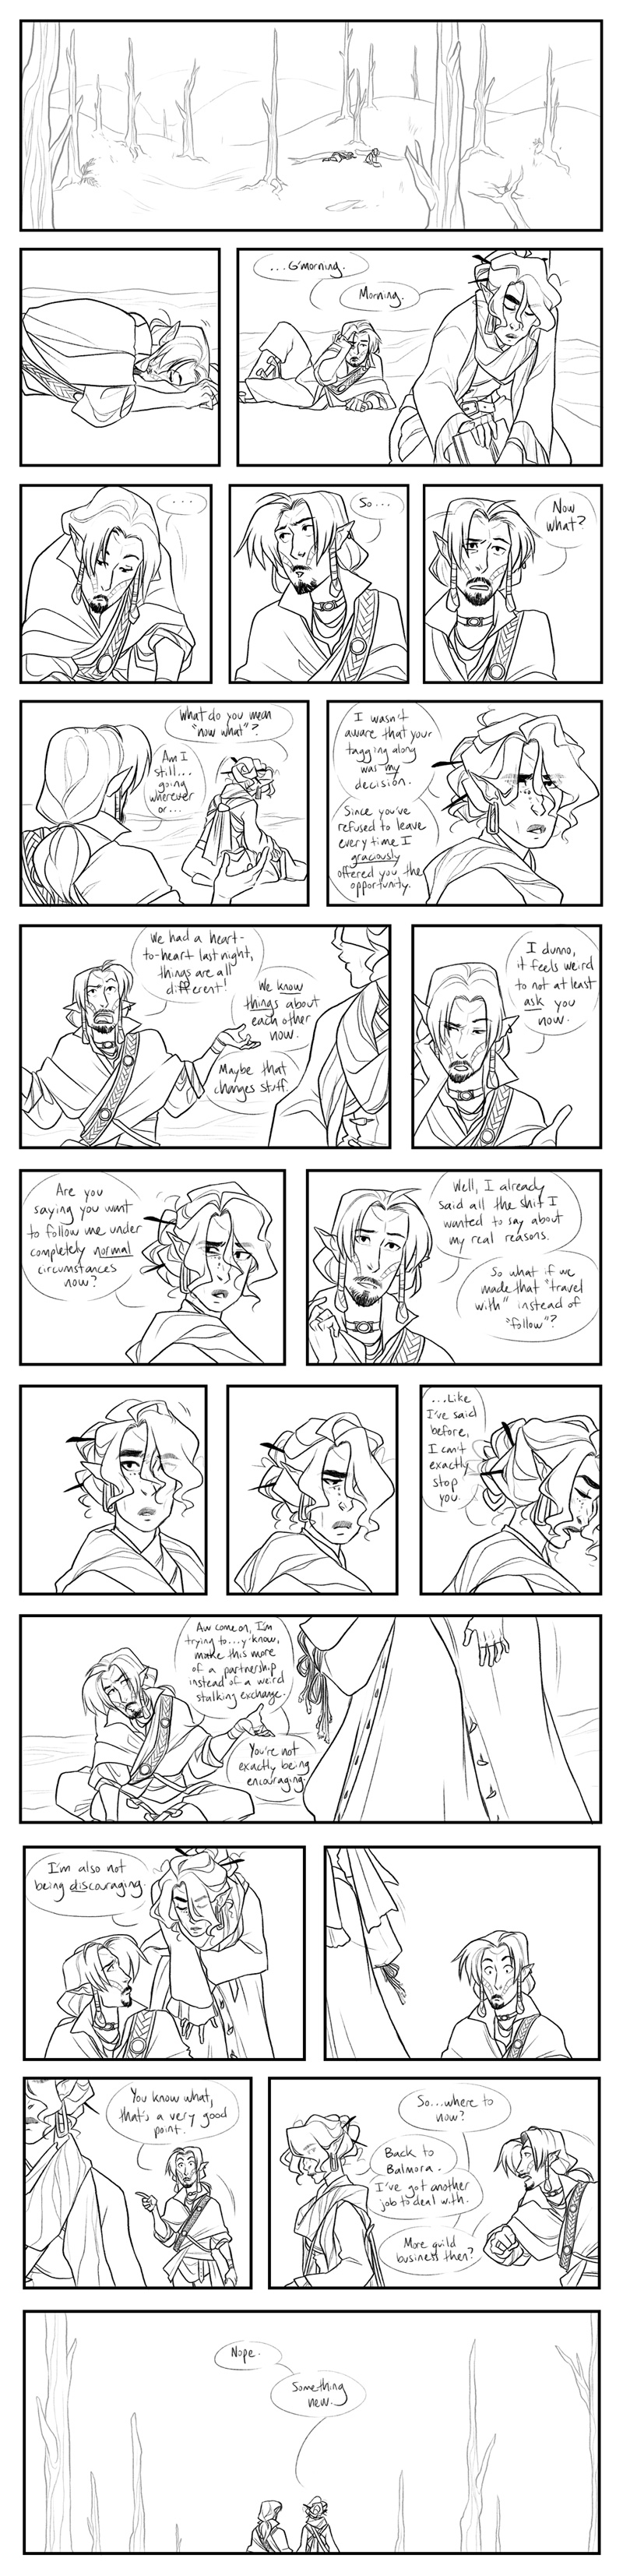 ...G'morning.
Morning.
....
So...
Now
what?
What do you mean
"now what"?
Am I
still...
going
wherever
or...
I wasn't
aware that your
tagging along
was my
decision.
Since you've
refused to leave
every time I
graciously
offered you the
opportunity.
We had a heart-
to-heart last night,
things are all
different!
We know
things about
each other
now.
Maybe that
changes stuff.
I dunno,
it feels weird
to not at least
ask you
now.
Are you
saying you want
to follow me under
completely normal
circumstances
now?
Well, I already
said all the shit I
wanted to say about
my real reasons.
So what if we
made that "travel
with" instead of
"follow"?
...Like
I've said
before,
I can't
exactly
stop
you.
Aw come on, I'm
trying to...y'know,
make this more
of a partnership
instead of a weird
stalking exchange.
You're not
exactly being
encouraging.
I'm also not
being discouraging.
You know what,
that's a very good
point.
So...where to
now?
Back to
Balmora.
I've got another
job to deal with.
More guild
business then?
Nope.
Something
new.